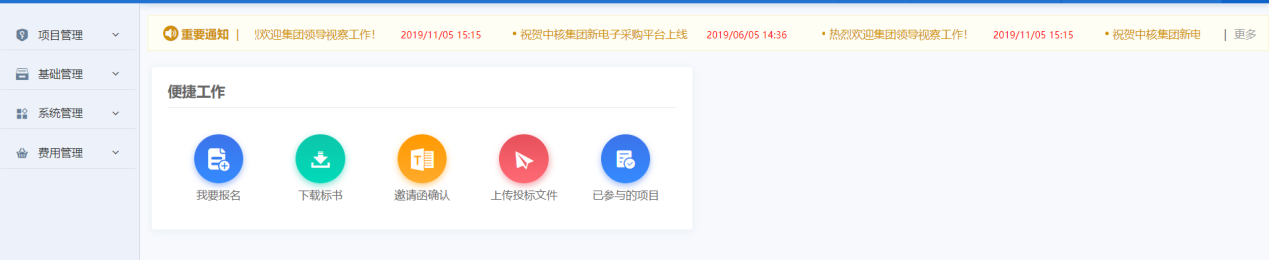 项目管理
基础管理
系统管理
费用管理
重要通知 | 欢迎集团领导视察工作! 2019/11/05 15:15 • 祝贺中核集团新电子采购平台上线 2019/06/05 14:36 • 热烈欢迎集团领导视察工作! 2019/11/05 15:15 • 祝贺中核集团新电 | 更多
便捷工作
我要报名 下载标书 邀请函确认 上传投标文件 已参与的项目